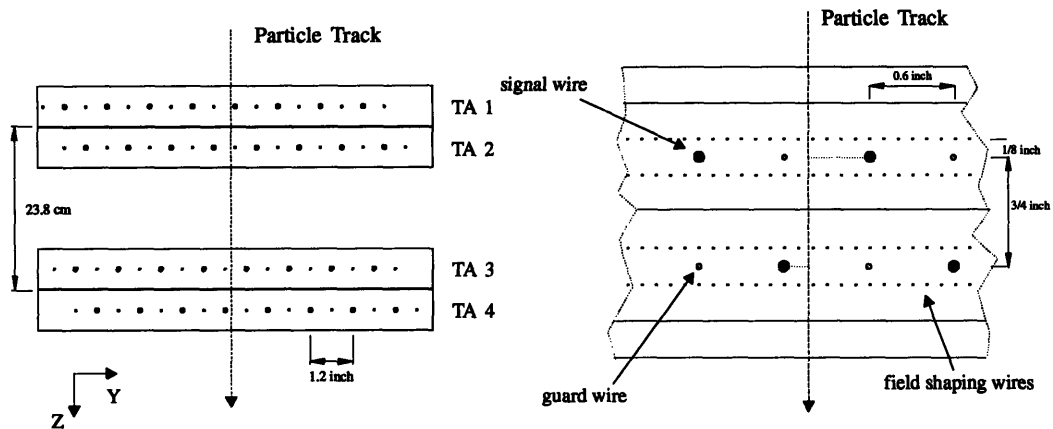 Particle Track
TA 1
TA 2
23.8 cm
TA 3
TA 4
1.2 inch
Y
Z
Particle Track
signal wire
0.6 inch
1/8 inch
3/4 inch
guard wire
field shaping wires